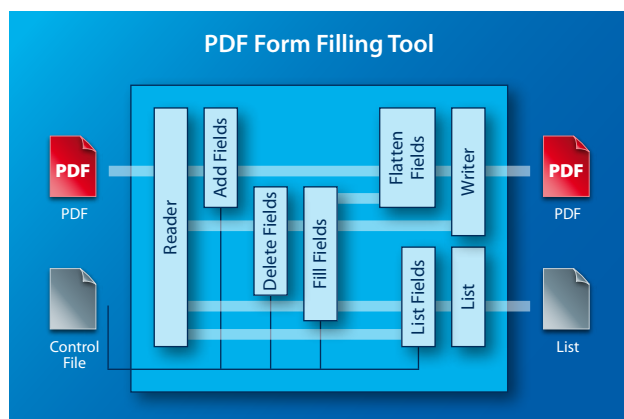 PDF Form Filling Tool
PDF
PDF
Control
File
Reader
Add Fields
Delete Fields
Fill Fields
Flatten
Fields
Writer
List Fields
List
PDF
PDF
List